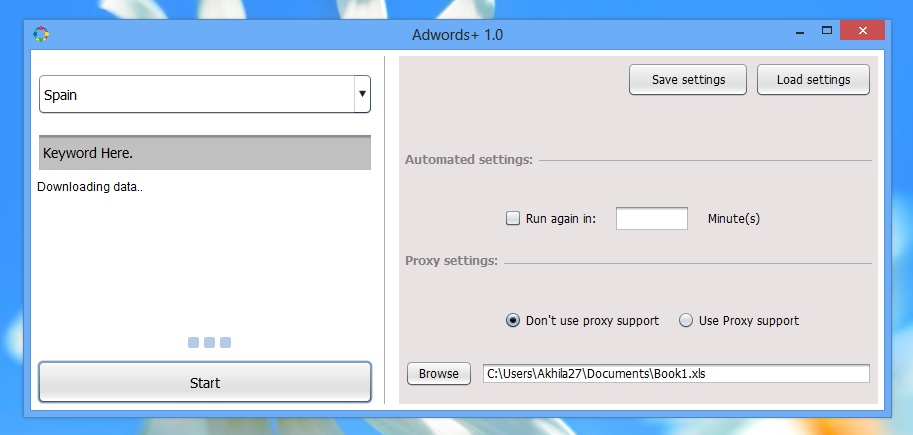 Adwords+ 1.0
Spain
Keyword Here.
Downloading data..
Start
Save settings
Load settings
Automated settings:
Run again in: Minute(s)
Proxy settings:
Don't use proxy support Use Proxy support
Browse C:\Users\Akhila27\Documents\Book1.xls